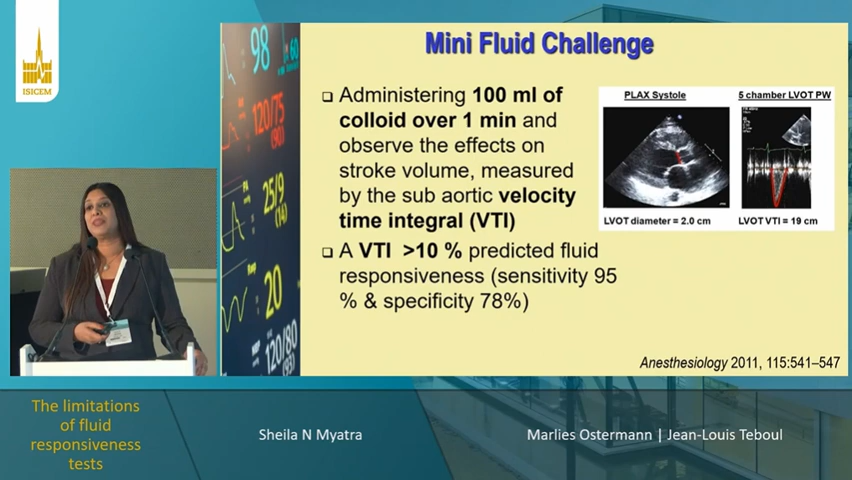 ISICEM
98
60
120/75
(90)
25/9
(14)
20
120/80
(93)
Mini Fluid Challenge
Administering 100 ml of
colloid over 1 min and
observe the effects on
stroke volume, measured
by the sub aortic velocity
time integral (VTI)
A VTI >10 % predicted fluid
responsiveness (sensitivity 95
% & specificity 78%)
PLAX Systole
5 chamber LVOT PW
LVOT diameter = 2.0 cm
LVOT VTI = 19 cm
Anesthesiology 2011, 115:541–547
The limitations
of fluid
responsiveness
tests
Sheila N Myatra
Marlies Ostermann | Jean-Louis Teboul